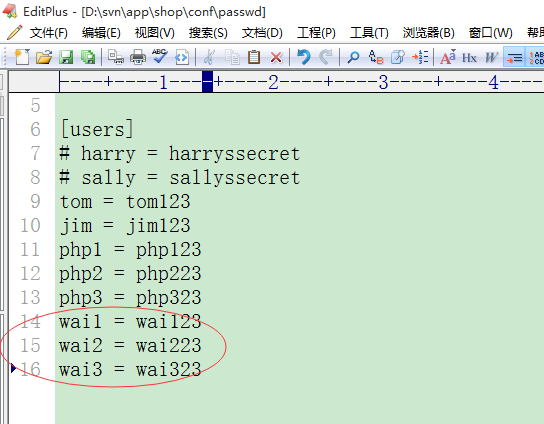 EditPlus - [D:\svn\app\shop\conf\passwd]
文件(F) 编辑(E) 视图(V) 搜索(S) 文档(D) 工程(P) 工具(T) 浏览器(B) 窗口(W)
----+----1----+----2----+----3----+----4----
5
6 [users]
7 # harry = harryssecret
8 # sally = sallyssecret
9 tom = tom123
10 jim = jim123
11 php1 = php123
12 php2 = php223
13 php3 = php323
14 wai1 = wai123
15 wai2 = wai223
16 wai3 = wai323